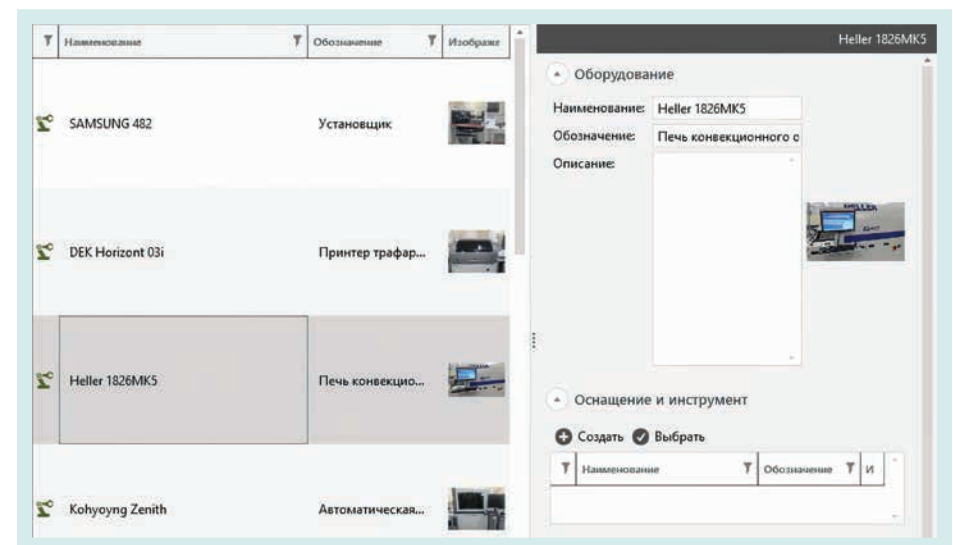 Наименование Обозначение Изображе
SAMSUNG 482 Установщик
DEK Horizont 03i Принтер трафар...
Heller 1826MK5 Печь конвекцио...
Kohyoyng Zenith Автоматическая...
Heller 1826MK5
Оборудование
Наименование: Heller 1826MK5
Обозначение: Печь конвекционного о
Описание:
HELLER
Оснащение и инструмент
Создать Выбрать
Наименование Обозначение И